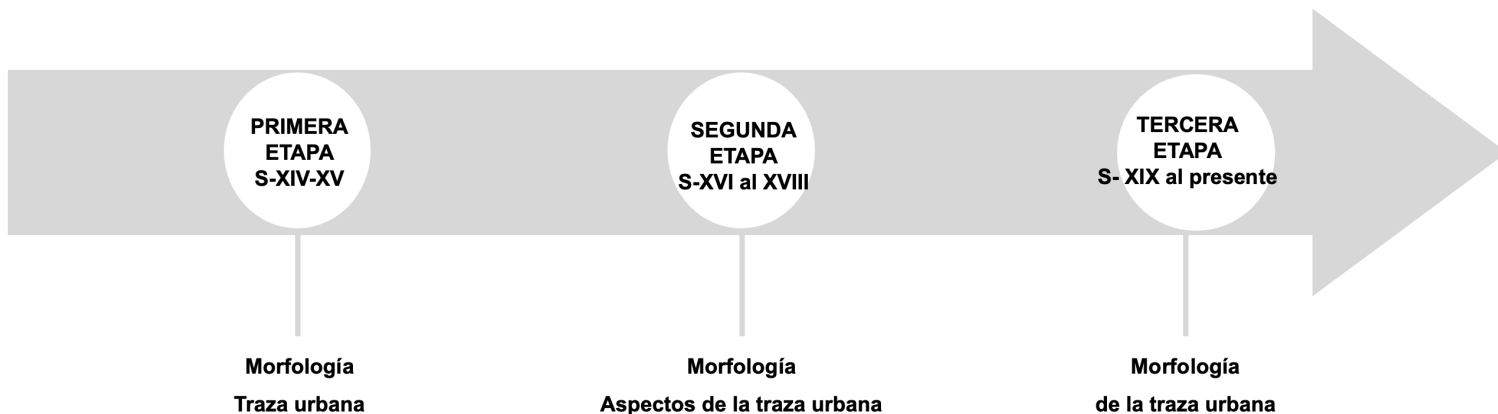 PRIMERA
ETAPA
S-XIV-XV
SEGUNDA
ETAPA
S-XVI al XVIII
TERCERA
ETAPA
S- XIX al presente
Morfología
Traza urbana
Morfología
Aspectos de la traza urbana
Morfología
de la traza urbana